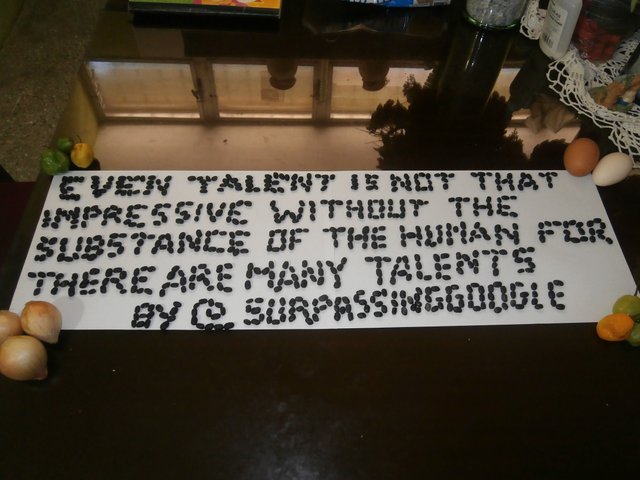 EVEN TALENT IS NOT THAT
IMPRESSIVE WITHOUT THE
SUBSTANCE OF THE HUMAN FOR
THERE ARE MANY TALENTS
BY @ SURPASSINGGOOGLE